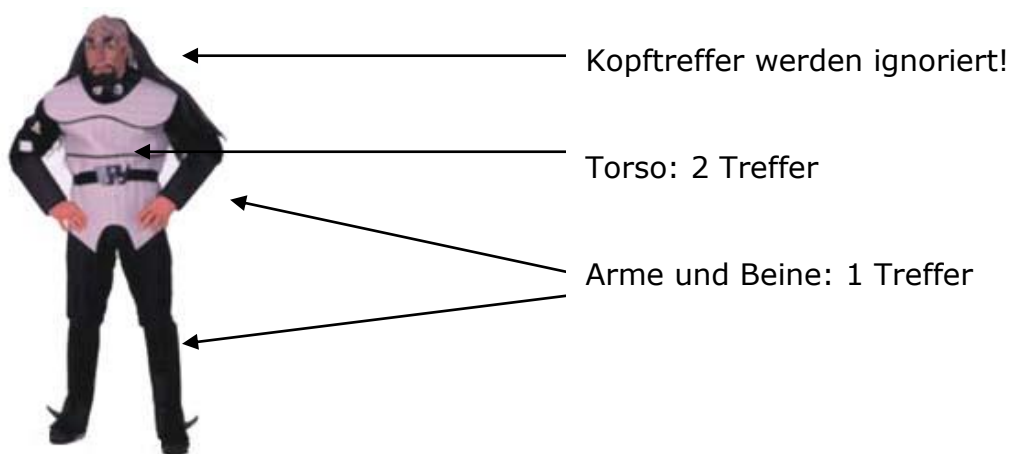 Kopftreffer werden ignoriert!
Torso: 2 Treffer
Arme und Beine: 1 Treffer